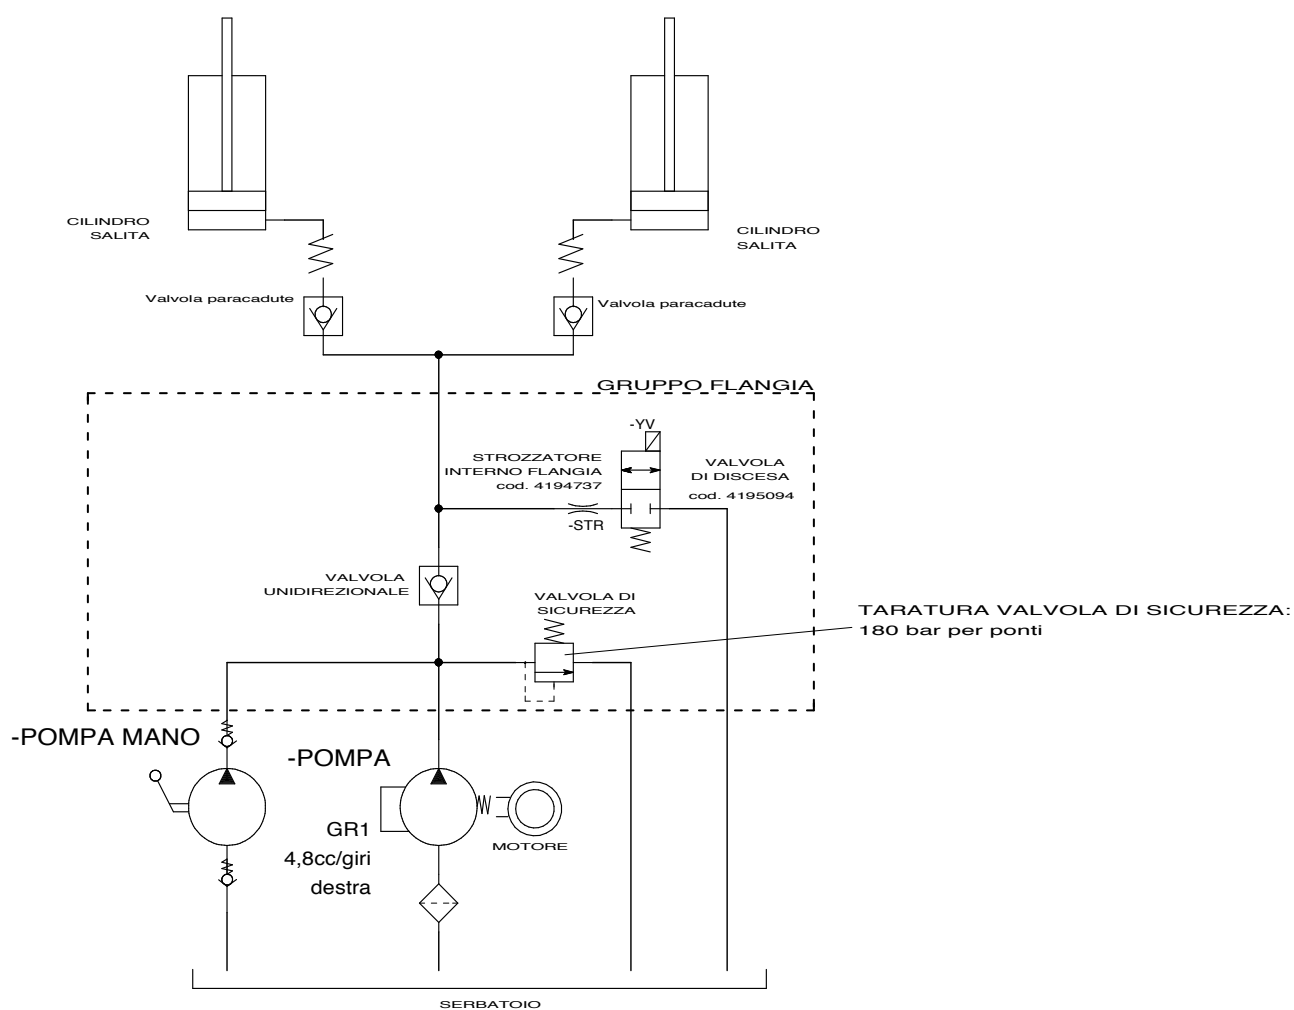 CILINDRO
SALITA
CILINDRO
SALITA
Valvola paracadute
Valvola paracadute
GRUPPO FLANGIA
-YV
STROZZATORE
INTERNO FLANGIA
cod. 4194737
VALVOLA
DI DISCESA
cod. 4195094
-STR
VALVOLA
UNIDIREZIONALE
VALVOLA DI
SICUREZZA
TARATURA VALVOLA DI SICUREZZA:
180 bar per ponti
-POMPA MANO
-POMPA
GR1
4,8cc/giri
destra
MOTORE
SERBATOIO